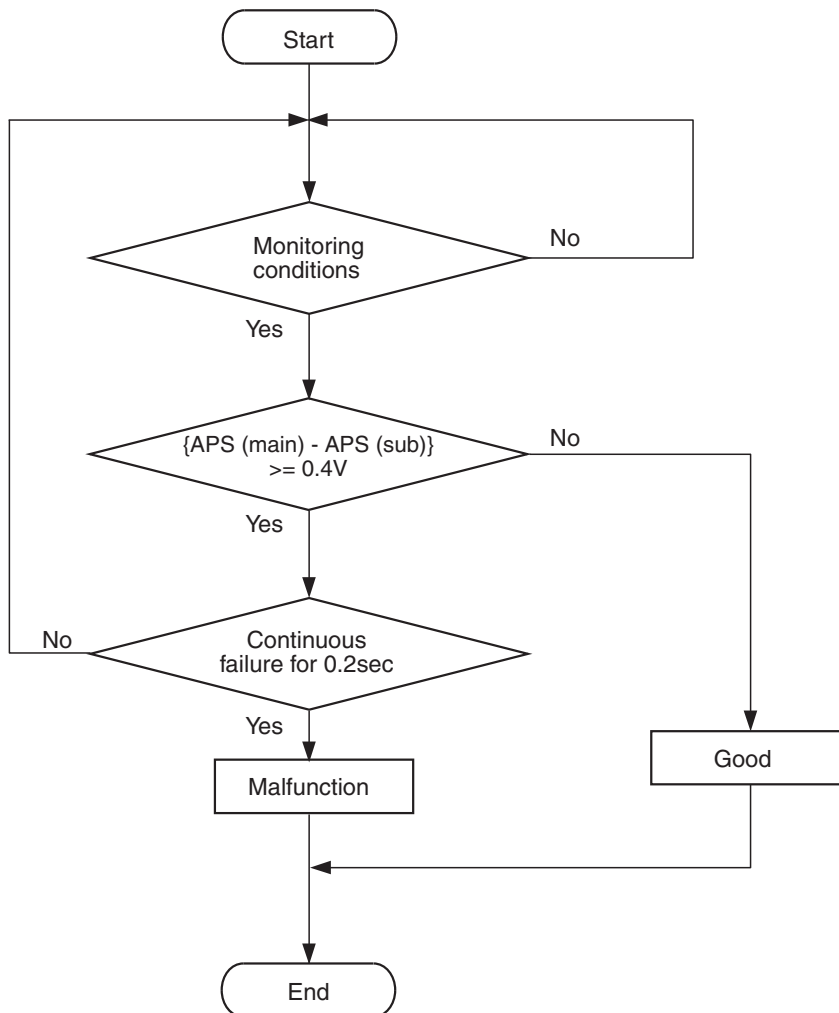 Start
Monitoring
conditions
No
Yes
{APS (main) - APS (sub)}
>= 0.4V
No
Yes
Continuous
failure for 0.2sec
No
Yes
Malfunction
Good
End